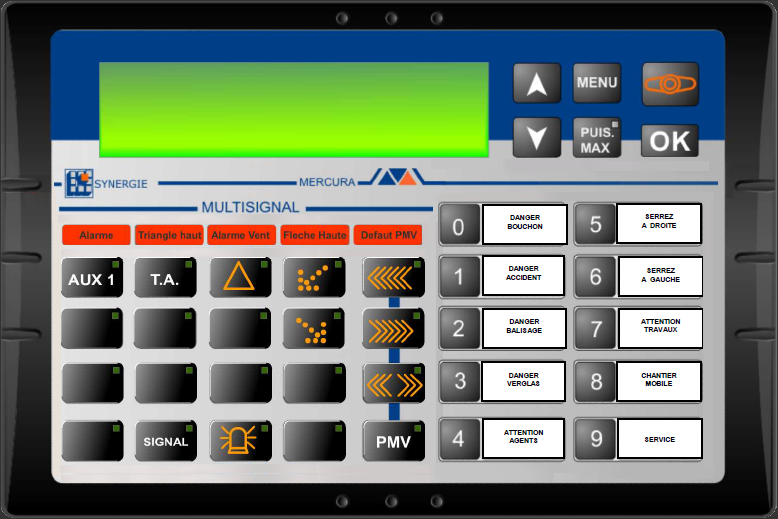 MENU
PUIS.
MAX
OK
SYNERGIE
MERCURA
MULTISIGNAL
Alarme
Triangle haut
Alarme Vent
Fleche Haute
Defaut PMV
AUX 1
T.A.
SIGNAL
PMV
0
DANGER
BOUCHON
5
SERREZ
A DROITE
1
DANGER
ACCIDENT
6
SERREZ
A GAUCHE
2
DANGER
BALISAGE
7
ATTENTION
TRAVAUX
3
DANGER
VERGLAS
8
CHANTIER
MOBILE
4
ATTENTION
AGENTS
9
SERVICE